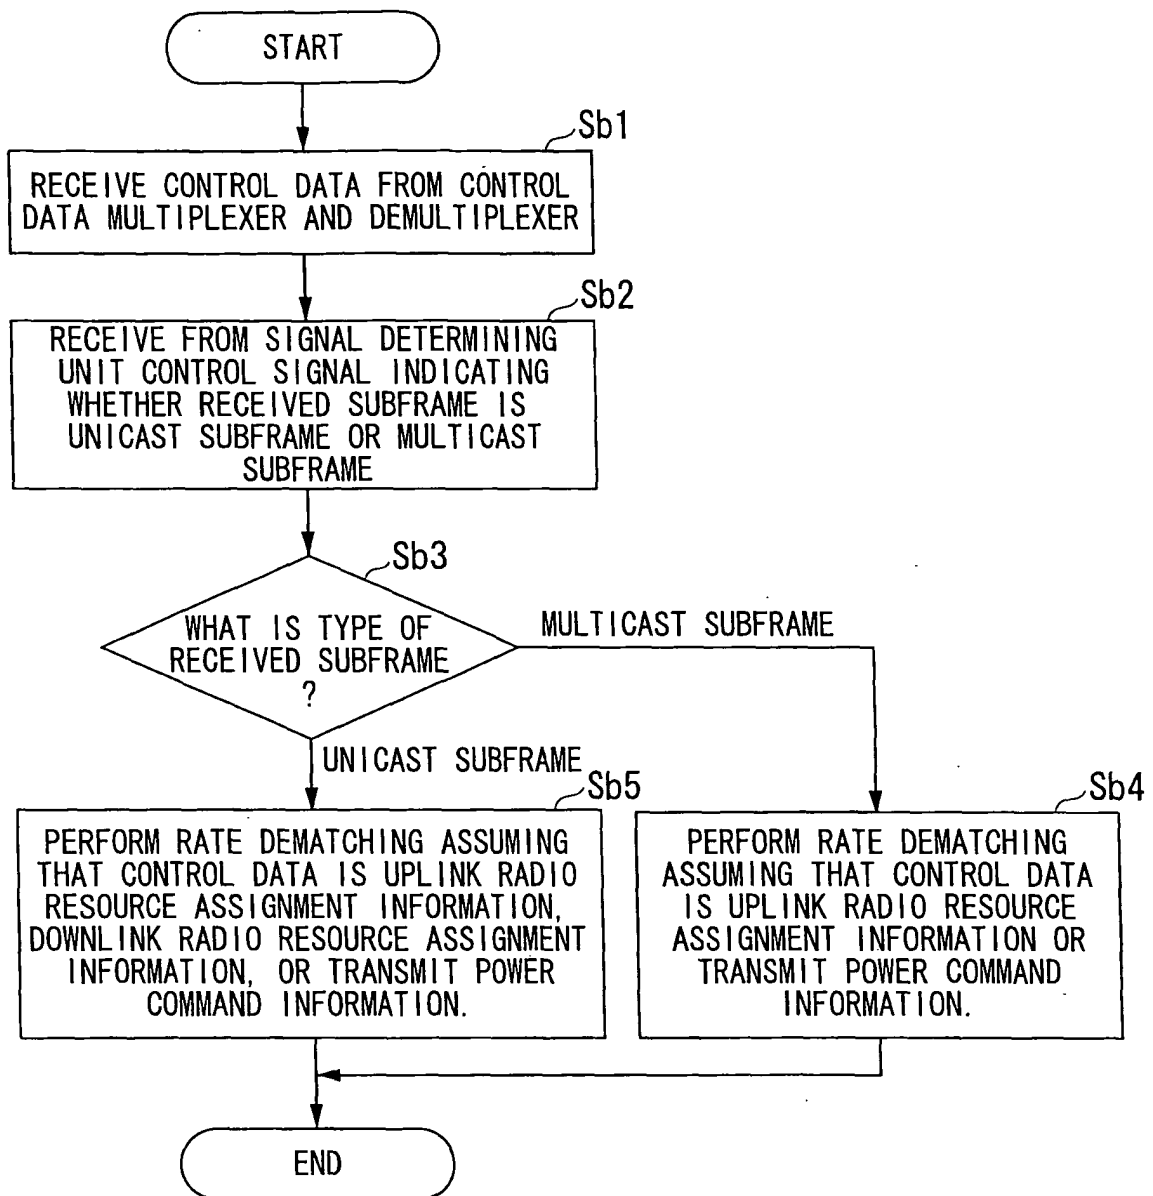 START
Sb1
RECEIVE CONTROL DATA FROM CONTROL
DATA MULTIPLEXER AND DEMULTIPLEXER
Sb2
RECEIVE FROM SIGNAL DETERMINING
UNIT CONTROL SIGNAL INDICATING
WHETHER RECEIVED SUBFRAME IS
UNICAST SUBFRAME OR MULTICAST
SUBFRAME
Sb3
WHAT IS TYPE OF
RECEIVED SUBFRAME
?
MULTICAST SUBFRAME
UNICAST SUBFRAME
Sb5
PERFORM RATE DEMATCHING ASSUMING
THAT CONTROL DATA IS UPLINK RADIO
RESOURCE ASSIGNMENT INFORMATION,
DOWNLINK RADIO RESOURCE ASSIGNMENT
INFORMATION, OR TRANSMIT POWER
COMMAND INFORMATION.
Sb4
PERFORM RATE DEMATCHING
ASSUMING THAT CONTROL DATA
IS UPLINK RADIO RESOURCE
ASSIGNMENT INFORMATION OR
TRANSMIT POWER COMMAND
INFORMATION.
END